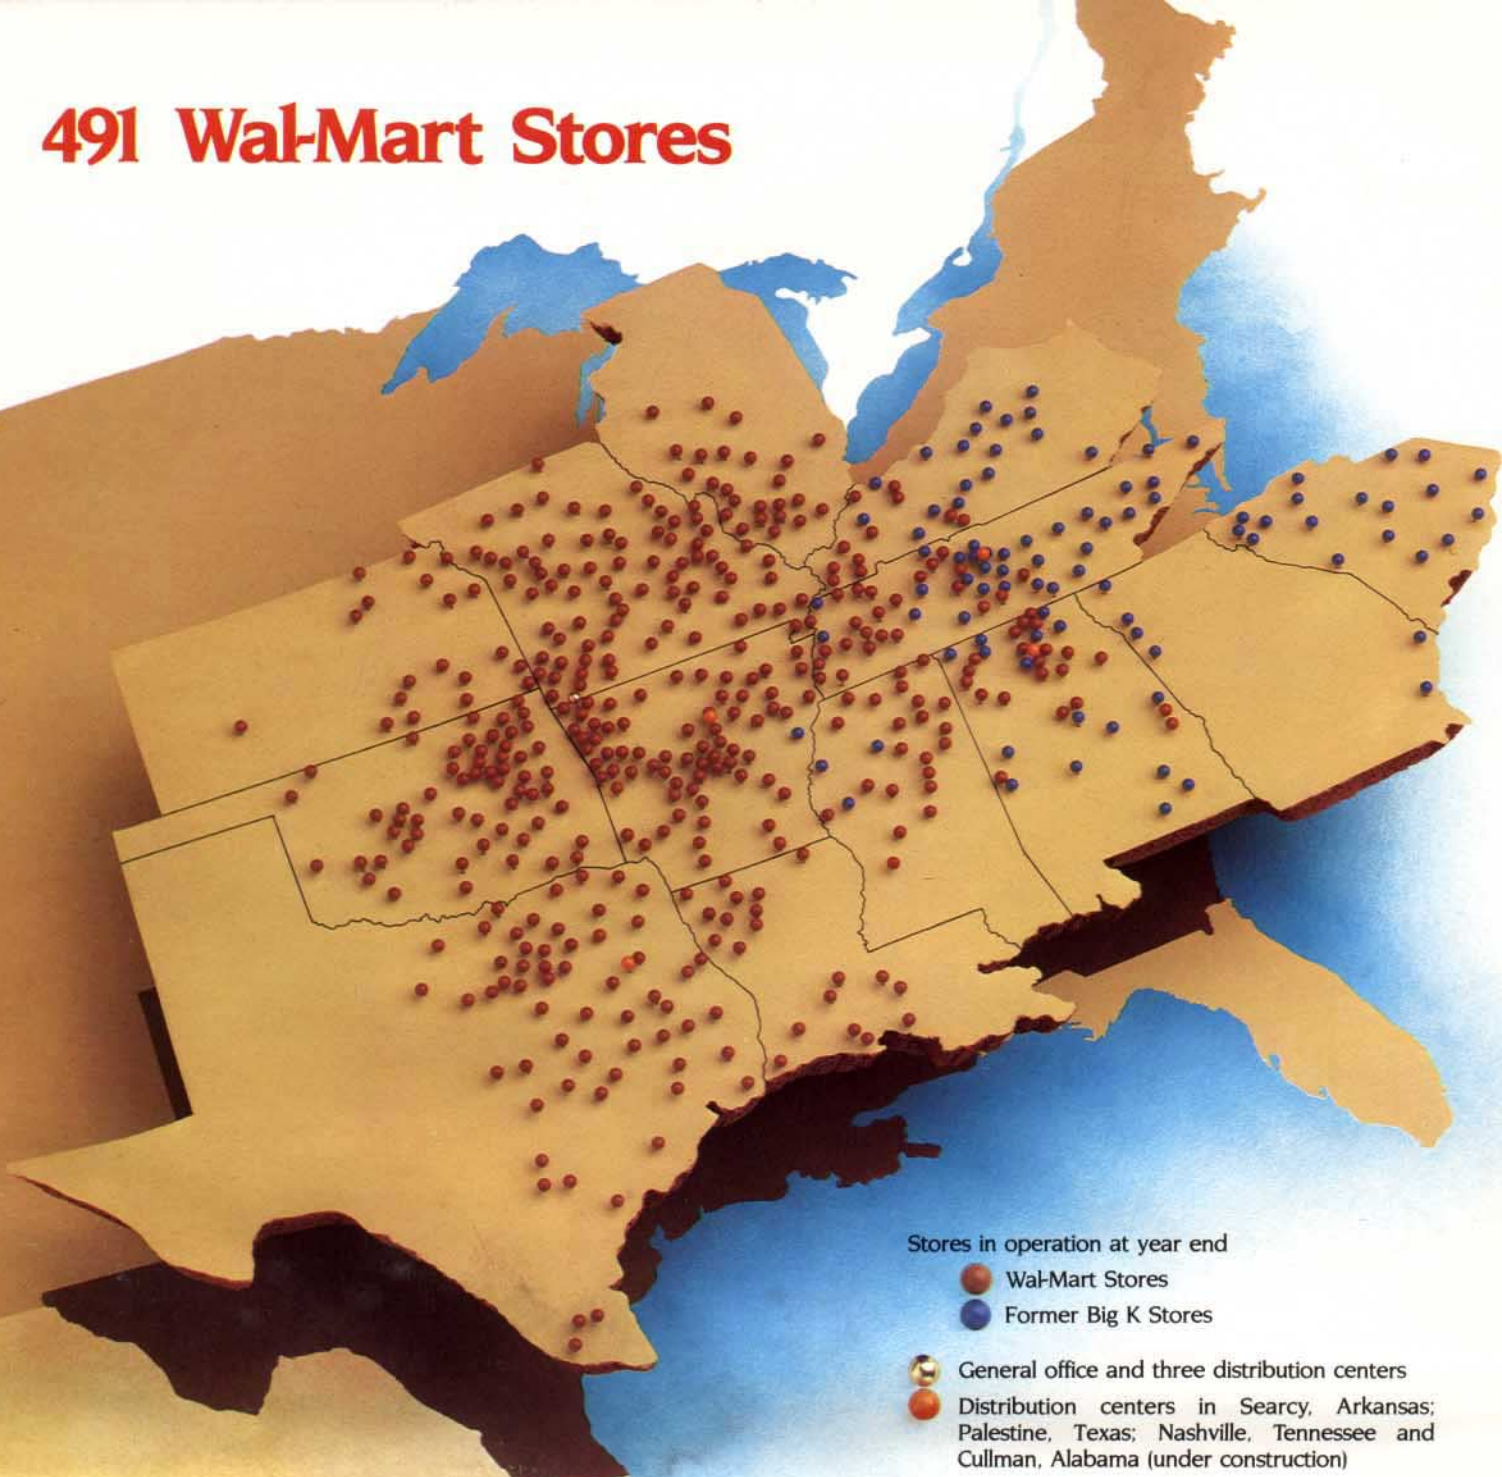 491 Wal-Mart Stores
Stores in operation at year end
Wal-Mart Stores
Former Big K Stores
General office and three distribution centers
Distribution centers in Searcy, Arkansas;
Palestine, Texas; Nashville, Tennessee and
Cullman, Alabama (under construction)